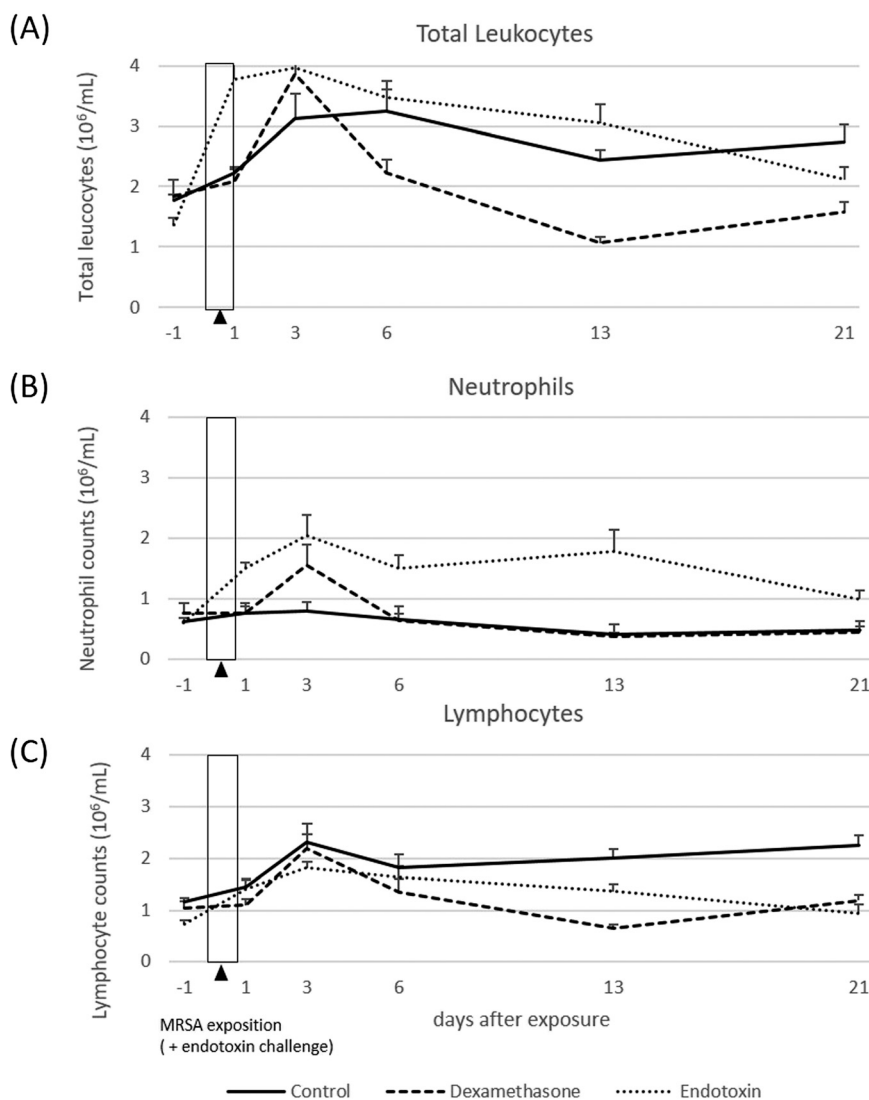 (A)
Total Leukocytes
Total leucocytes (10⁶/mL)
4
3
2
1
0
-1 1 3 6 13 21
(B)
Neutrophils
Neutrophil counts (10⁶/mL)
4
3
2
1
0
-1 1 3 6 13 21
(C)
Lymphocytes
Lymphocyte counts (10⁶/mL)
4
3
2
1
0
-1 1 3 6 13 21
MRSA exposition
( + endotoxin challenge)
days after exposure
Control Dexamethasone Endotoxin